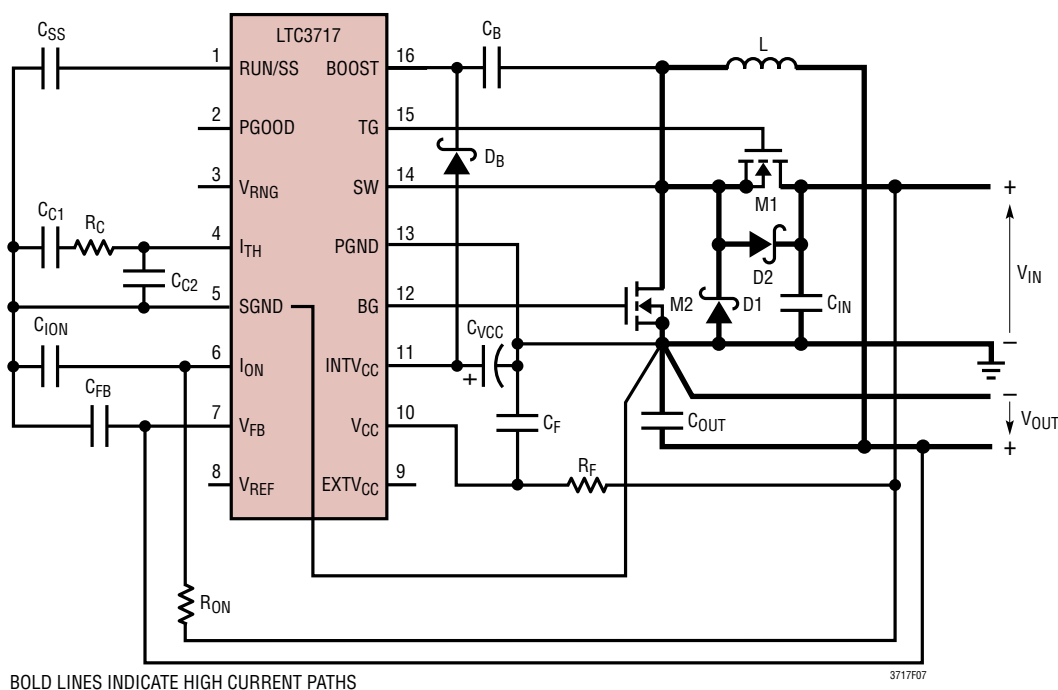 LTC3717
CSS
1
RUN/SS
2
PGOOD
3
VRNG
CC1
RC
4
ITH
CC2
5
SGND
CION
6
ION
CFB
7
VFB
8
VREF
RON
BOOST
16
CB
L
TG
15
DB
SW
14
M1
+
PGND
13
D2
VIN
BG
12
M2
D1
CIN
CVCC
INTVCC
11
+
–
–
VCC
10
CF
COUT
VOUT
+
EXTVCC
9
RF
BOLD LINES INDICATE HIGH CURRENT PATHS
3717F07